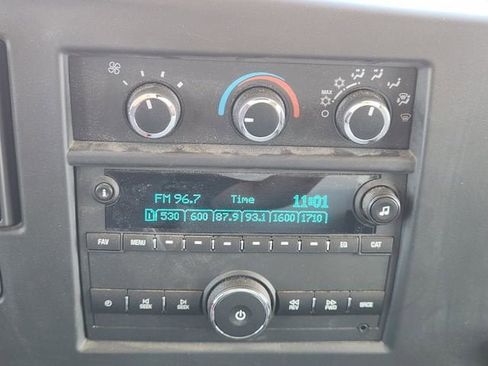 MAX
FM 96.7 Time 11:01
530 600 87.9 93.1 1600 1710
FAV MENU EQ CAT
SEEK SEEK REV FWD